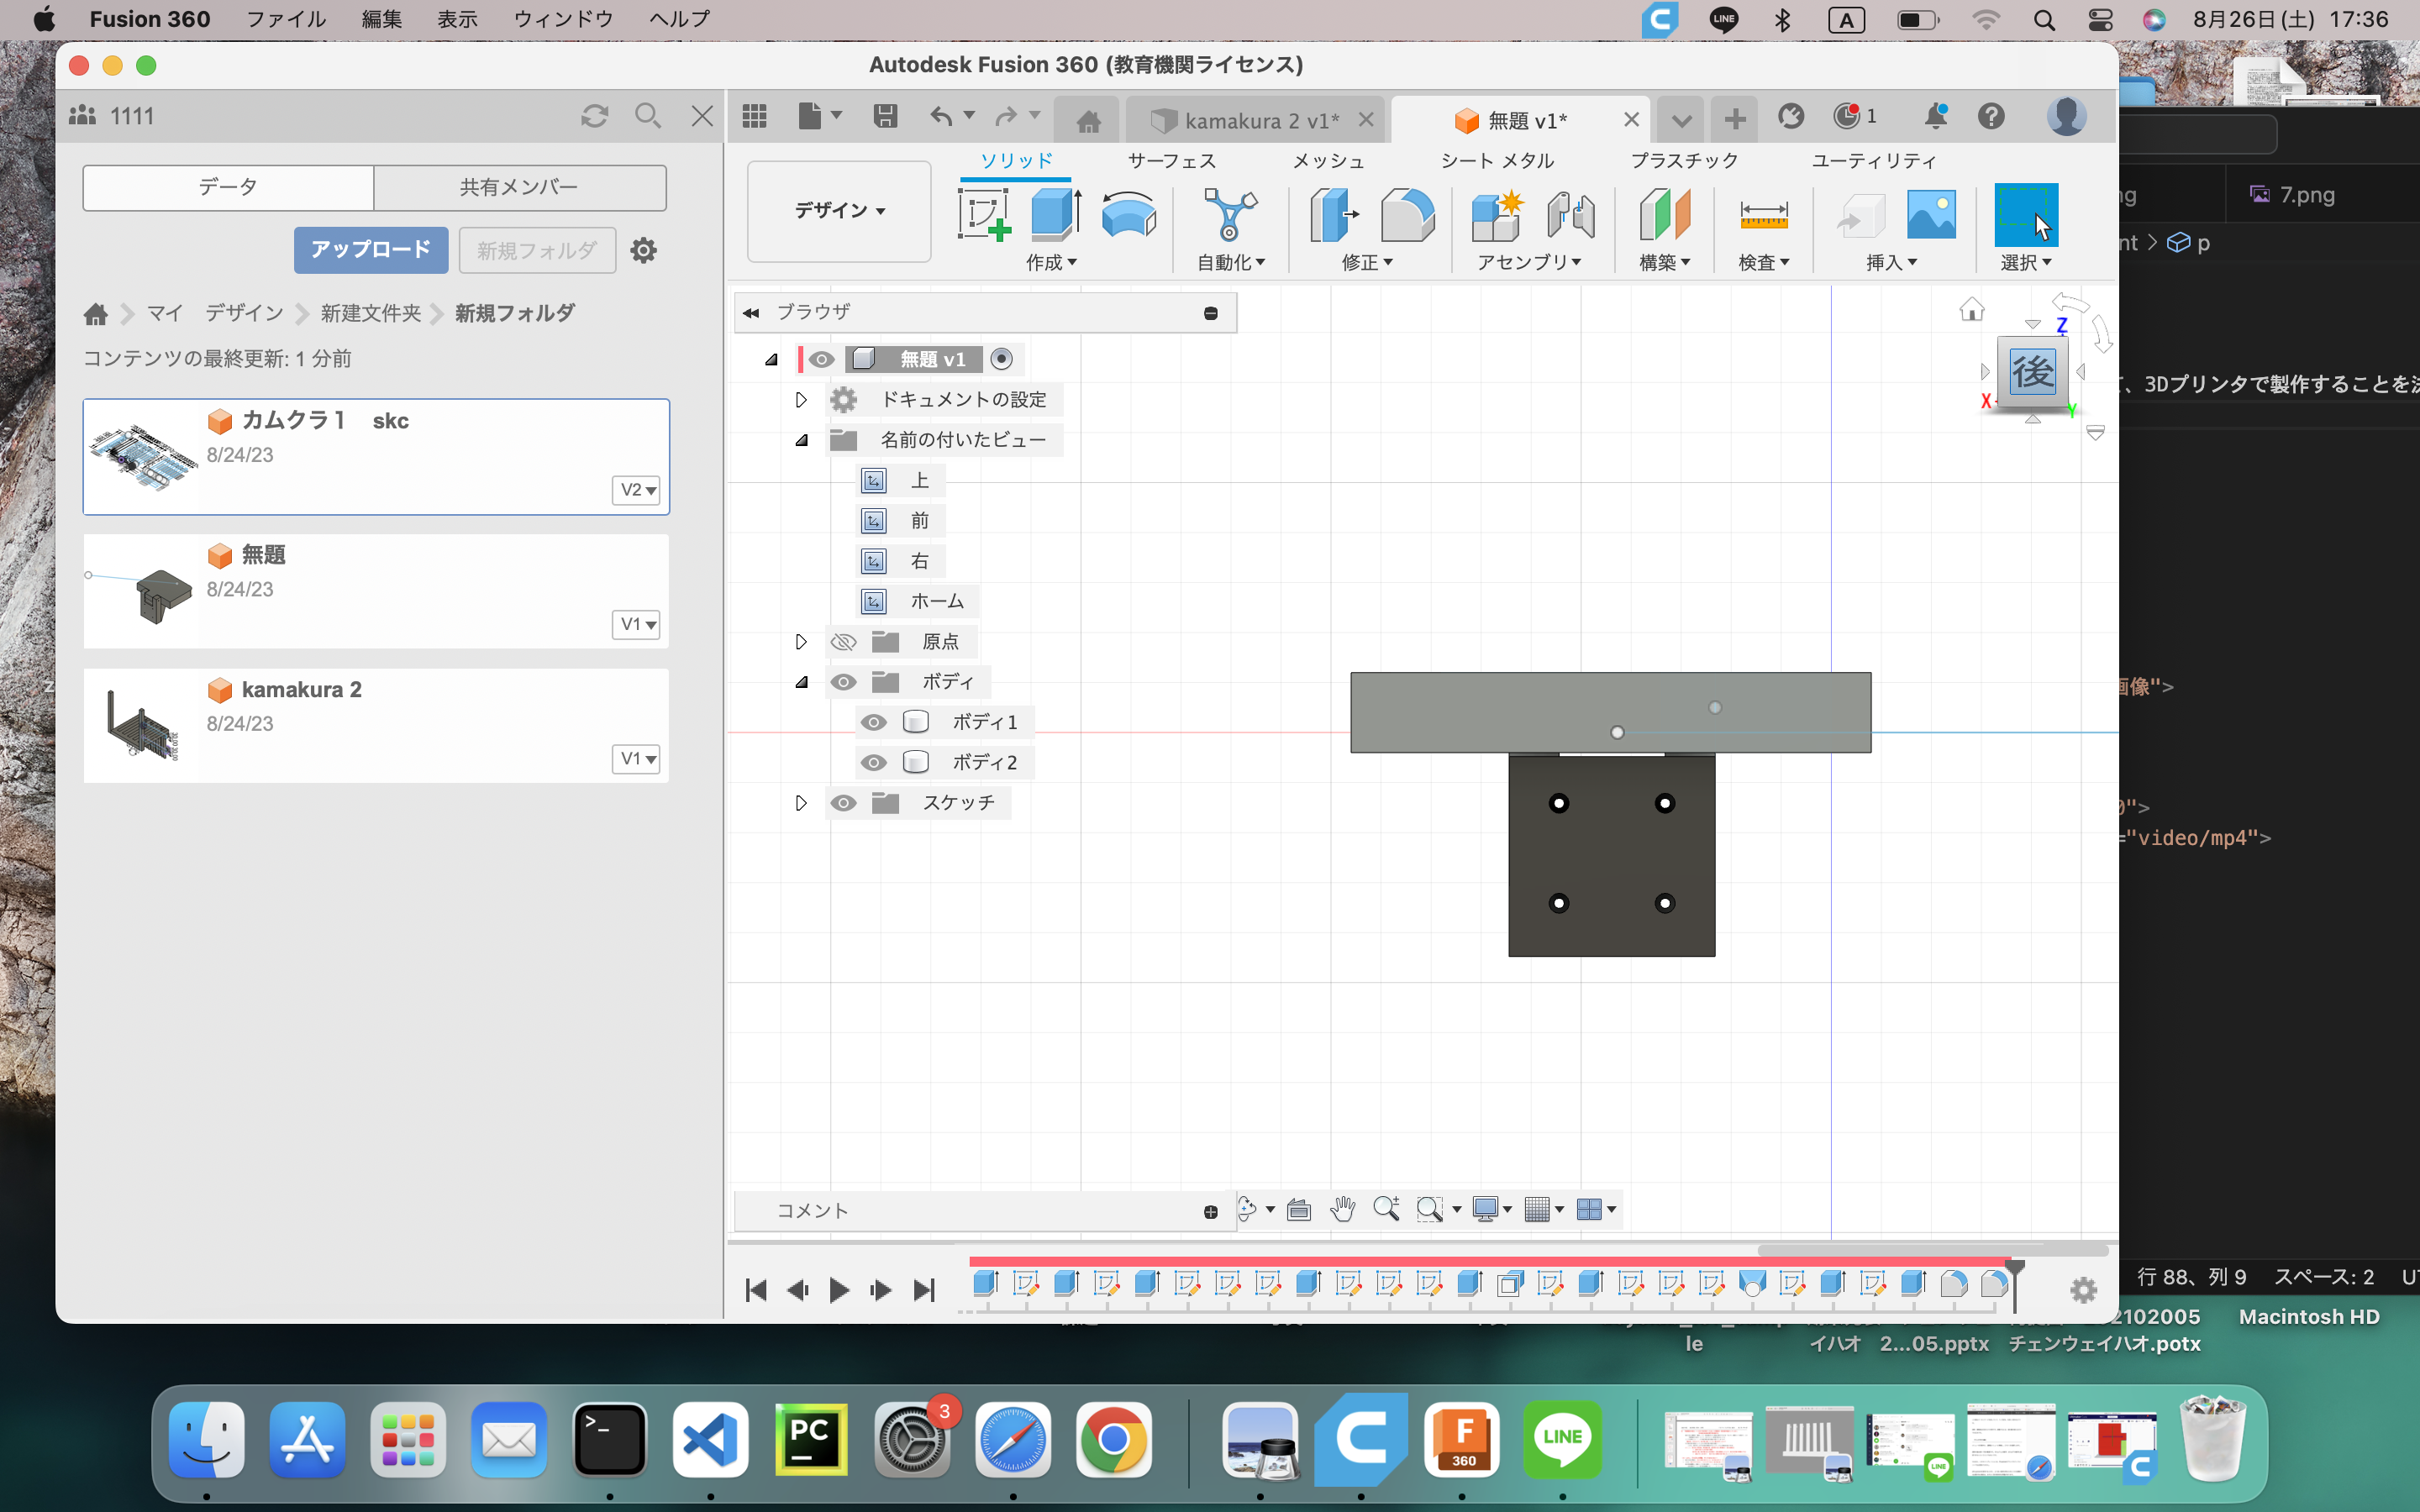 Fusion 360 ファイル 編集 表示 ウィンドウ ヘルプ
LINE A 8月26日(土) 17:36
Autodesk Fusion 360 (教育機関ライセンス)
1111
kamakura 2 v1*
無題 v1*
1
データ 共有メンバー
アップロード 新規フォルダ
マイ デザイン 新建文件夹 新規フォルダ
コンテンツの最終更新: 1 分前
カムクラ1 skc
8/24/23
V2
無題
8/24/23
V1
kamakura 2
8/24/23
V1
デザイン
ソリッド サーフェス メッシュ シート メタル プラスチック ユーティリティ
作成 自動化 修正 アセンブリ 構築 検査 挿入 選択
ブラウザ
無題 v1
ドキュメントの設定
名前の付いたビュー
上
前
右
ホーム
原点
ボディ
ボディ1
ボディ2
スケッチ
Z
後
X
Y
コメント
ng
7.png
nt
p
、3Dプリンタで製作することを
画像">
0">
="video/mp4">
行 88、列 9 スペース: 2
2102005
Macintosh HD
le
イハオ 2...05.pptx
チェンウェイハオ.potx
>_
PC
3
C
F
360
LINE